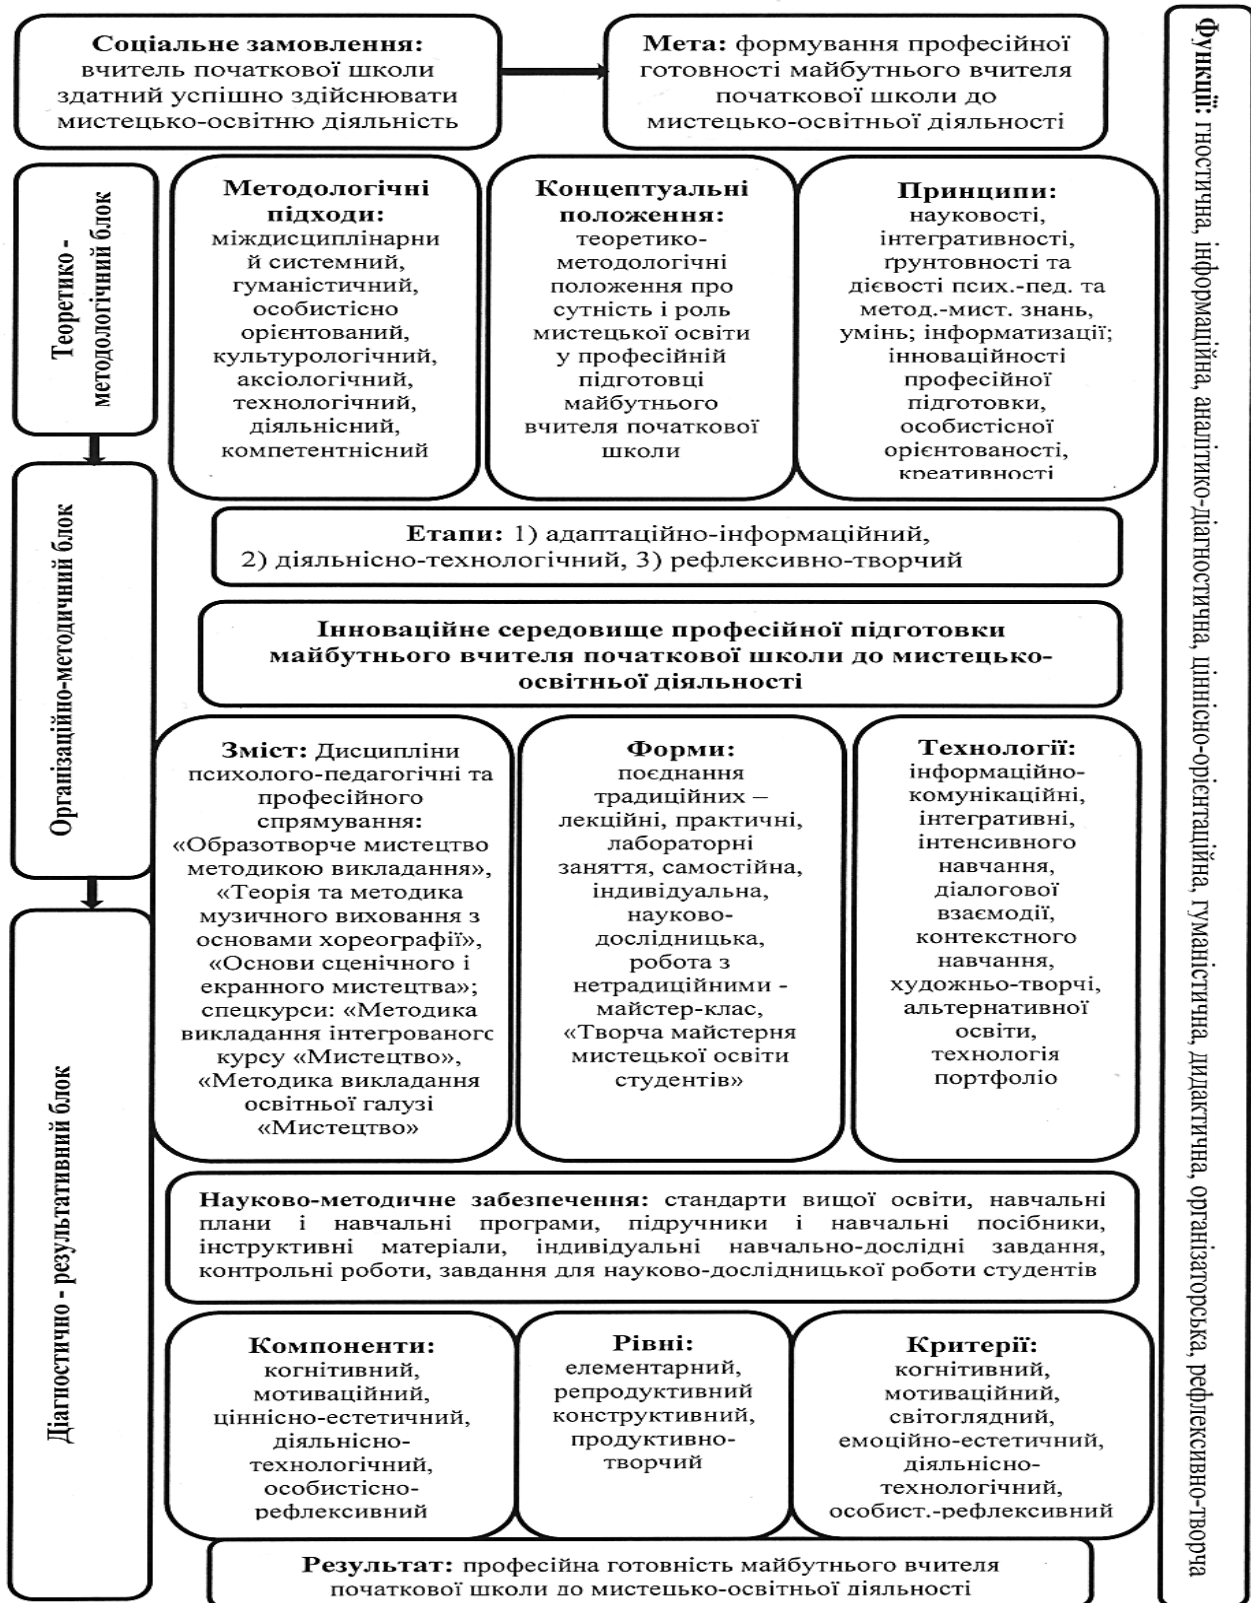 Соціальне замовлення:
вчитель початкової школи
здатний успішно здійснювати
мистецько-освітню діяльність
Мета: формування професійної
готовності майбутнього вчителя
початкової школи до
мистецько-освітньої діяльності
Теоретико -
методологічний блок
Методологічні
підходи:
міждисциплінарни
й системний,
гуманістичний,
особистісно
орієнтований,
культурологічний,
аксіологічний,
технологічний,
діяльнісний,
компетентнісний
Концептуальні
положення:
теоретико-
методологічні
положення про
сутність і роль
мистецької освіти
у професійній
підготовці
майбутнього
вчителя початкової
школи
Принципи:
науковості,
інтегративності,
ґрунтовності та
дієвості псих.-пед. та
метод.-мист. знань,
умінь; інформатизації;
інноваційності
професійної
підготовки,
особистісної
орієнтованості,
креативності
Організаційно-методичний блок
Етапи: 1) адаптаційно-інформаційний,
2) діяльнісно-технологічний, 3) рефлексивно-творчий
Інноваційне середовище професійної підготовки
майбутнього вчителя початкової школи до мистецько-
освітньої діяльності
Зміст: Дисципліни
психолого-педагогічні та
професійного
спрямування:
«Образотворче мистецтво
методикою викладання»,
«Теорія та методика
музичного виховання з
основами хореографії»,
«Основи сценічного і
екранного мистецтва»;
спецкурси: «Методика
викладання інтегрованого
курсу «Мистецтво»,
«Методика викладання
освітньої галузі
«Мистецтво»
Форми:
поєднання
традиційних –
лекційні, практичні,
лабораторні
заняття, самостійна,
індивідуальна,
науково-
дослідницька,
робота з
нетрадиційними -
майстер-клас,
«Творча майстерня
мистецької освіти
студентів»
Технології:
інформаційно-
комунікаційні,
інтегративні,
інтенсивного
навчання,
діалогової
взаємодії,
контекстного
навчання,
художньо-творчі,
альтернативної
освіти,
технологія
портфоліо
Діагностично - результативний блок
Науково-методичне забезпечення: стандарти вищої освіти, навчальні
плани і навчальні програми, підручники і навчальні посібники,
інструктивні матеріали, індивідуальні навчально-дослідні завдання,
контрольні роботи, завдання для науково-дослідницької роботи студентів
Компоненти:
когнітивний,
мотиваційний,
ціннісно-естетичний,
діяльнісно-
технологічний,
особистісно-
рефлексивний
Рівні:
елементарний,
репродуктивний
конструктивний,
продуктивно-
творчий
Критерії:
когнітивний,
мотиваційний,
світоглядний,
емоційно-естетичний,
діяльнісно-
технологічний,
особист.-рефлексивний
Результат: професійна готовність майбутнього вчителя
початкової школи до мистецько-освітньої діяльності
Функції: гностична, інформаційна, аналітико-діагностична, ціннісно-орієнтаційна, гуманістична, дидактична, організаторська, рефлексивно-творча